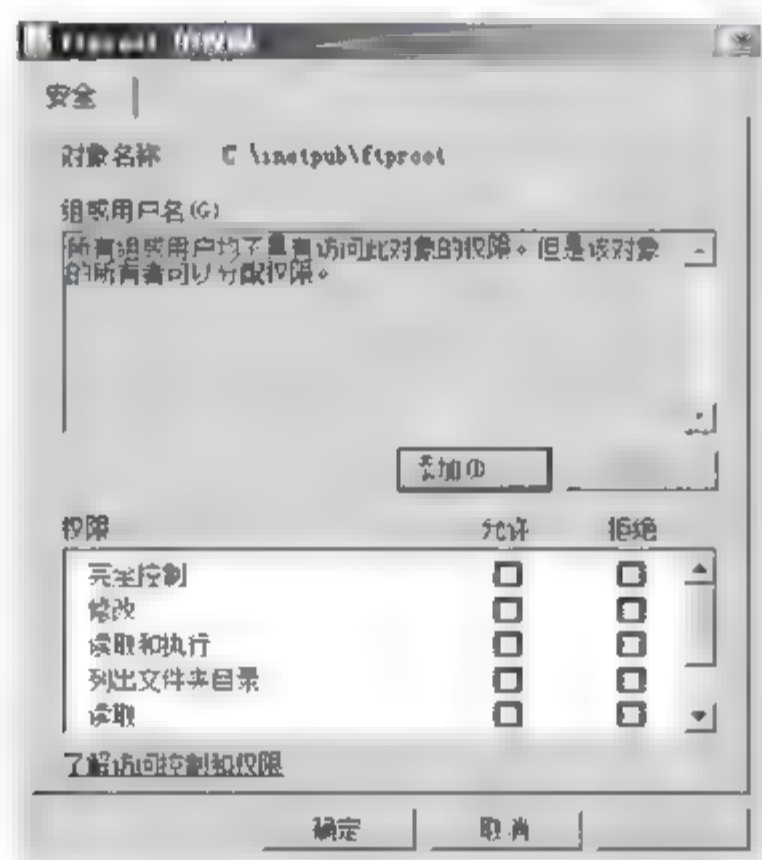 安全
对象名称 C \inetpub\ftproot
组或用户名(G)
所有组或用户均不具有访问此对象的权限。但是该对象
的所有者可以分配权限。
添加(D)
权限 允许 拒绝
完全控制
修改
读取和执行
列出文件夹目录
读取
了解访问控制和权限
确定 取消